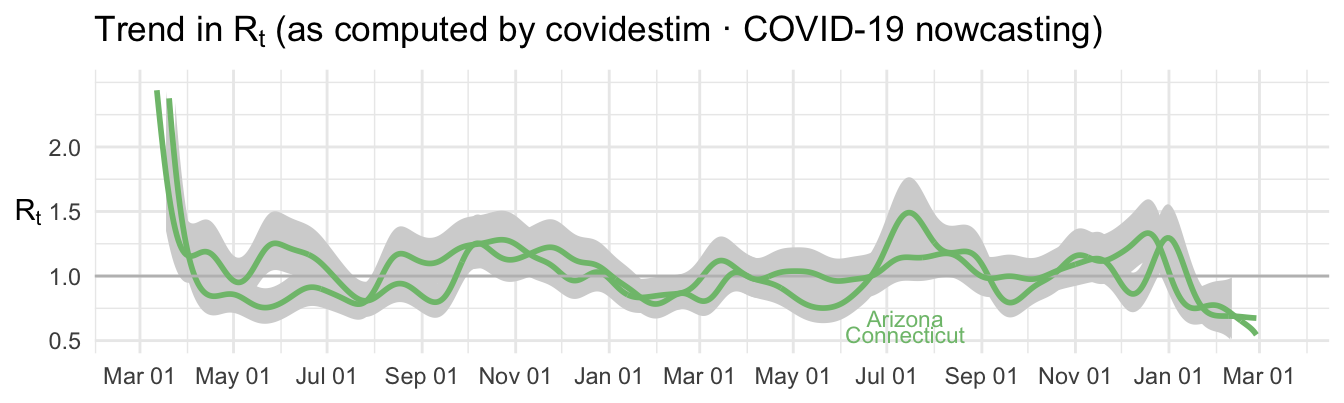 Trend in Rt (as computed by covidestim · COVID-19 nowcasting)
2.0
Rt
1.5
1.0
0.5
Arizona
Connecticut
Mar 01 May 01 Jul 01 Sep 01 Nov 01 Jan 01 Mar 01 May 01 Jul 01 Sep 01 Nov 01 Jan 01 Mar 01